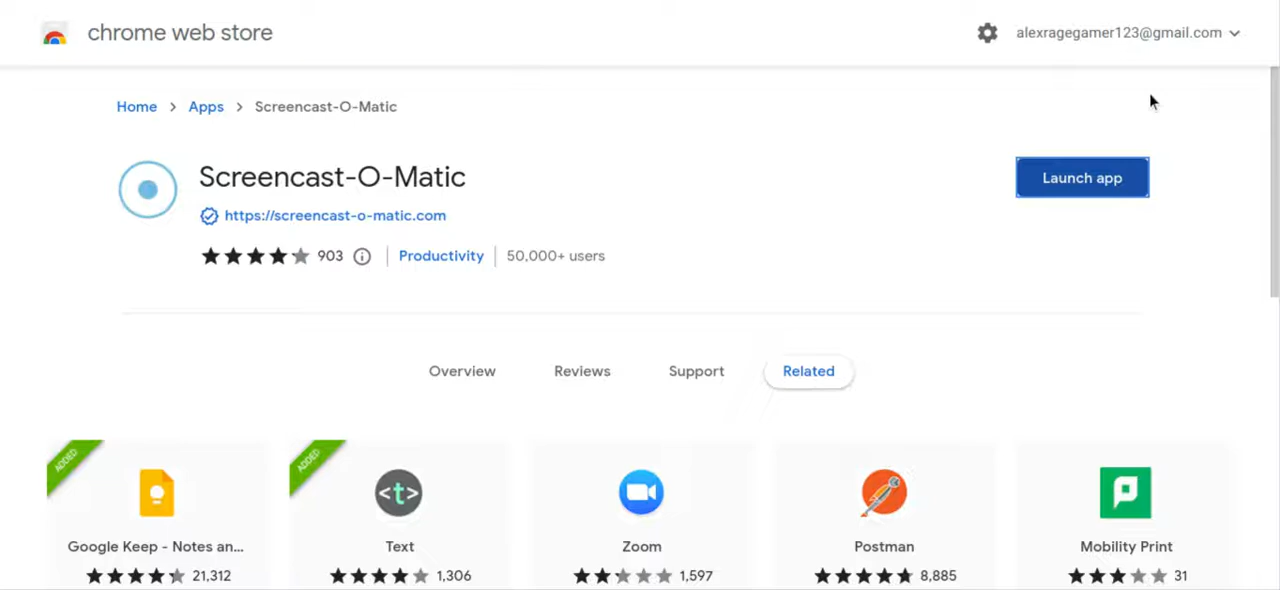 chrome web store
alexragegamer123@gmail.com
Home > Apps > Screencast-O-Matic
Screencast-O-Matic
Launch app
https://screencast-o-matic.com
903 Productivity 50,000+ users
Overview Reviews Support Related
ADDED ADDED
<t>
Google Keep - Notes an... Text Zoom Postman Mobility Print
21,312 1,306 1,597 8,885 31